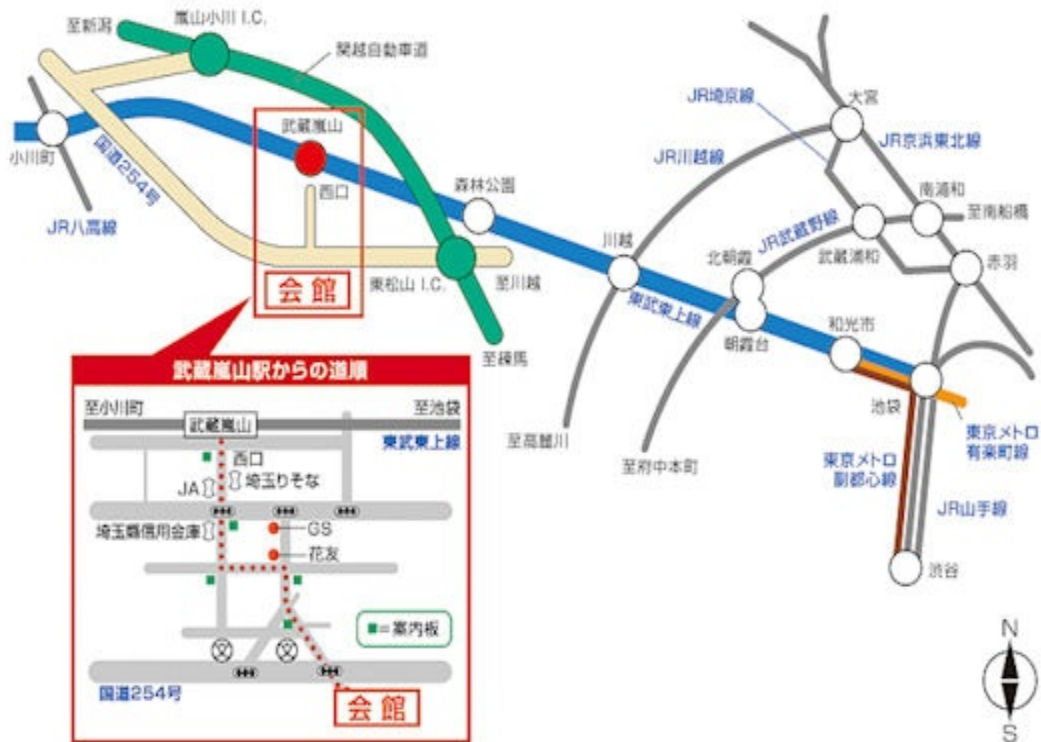 至新潟
嵐山小川 I.C.
関越自動車道
武蔵嵐山
小川町
国道254号
西口
JR八高線
森林公園
東松山 I.C.
至川越
会館
至練馬
JR埼京線
大宮
JR京浜東北線
JR川越線
南浦和
至南船橋
JR武蔵野線
武蔵浦和
赤羽
川越
北朝霞
東武東上線
朝霞台
和光市
池袋
至高麗川
至府中本町
東京メトロ
有楽町線
東京メトロ
副都心線
JR山手線
渋谷
武蔵嵐山駅からの道順
至小川町
至池袋
武蔵嵐山
東武東上線
西口
JA
埼玉りそな
埼玉縣信用金庫
GS
花友
■=案内板
文
文
国道254号
会館
N
S